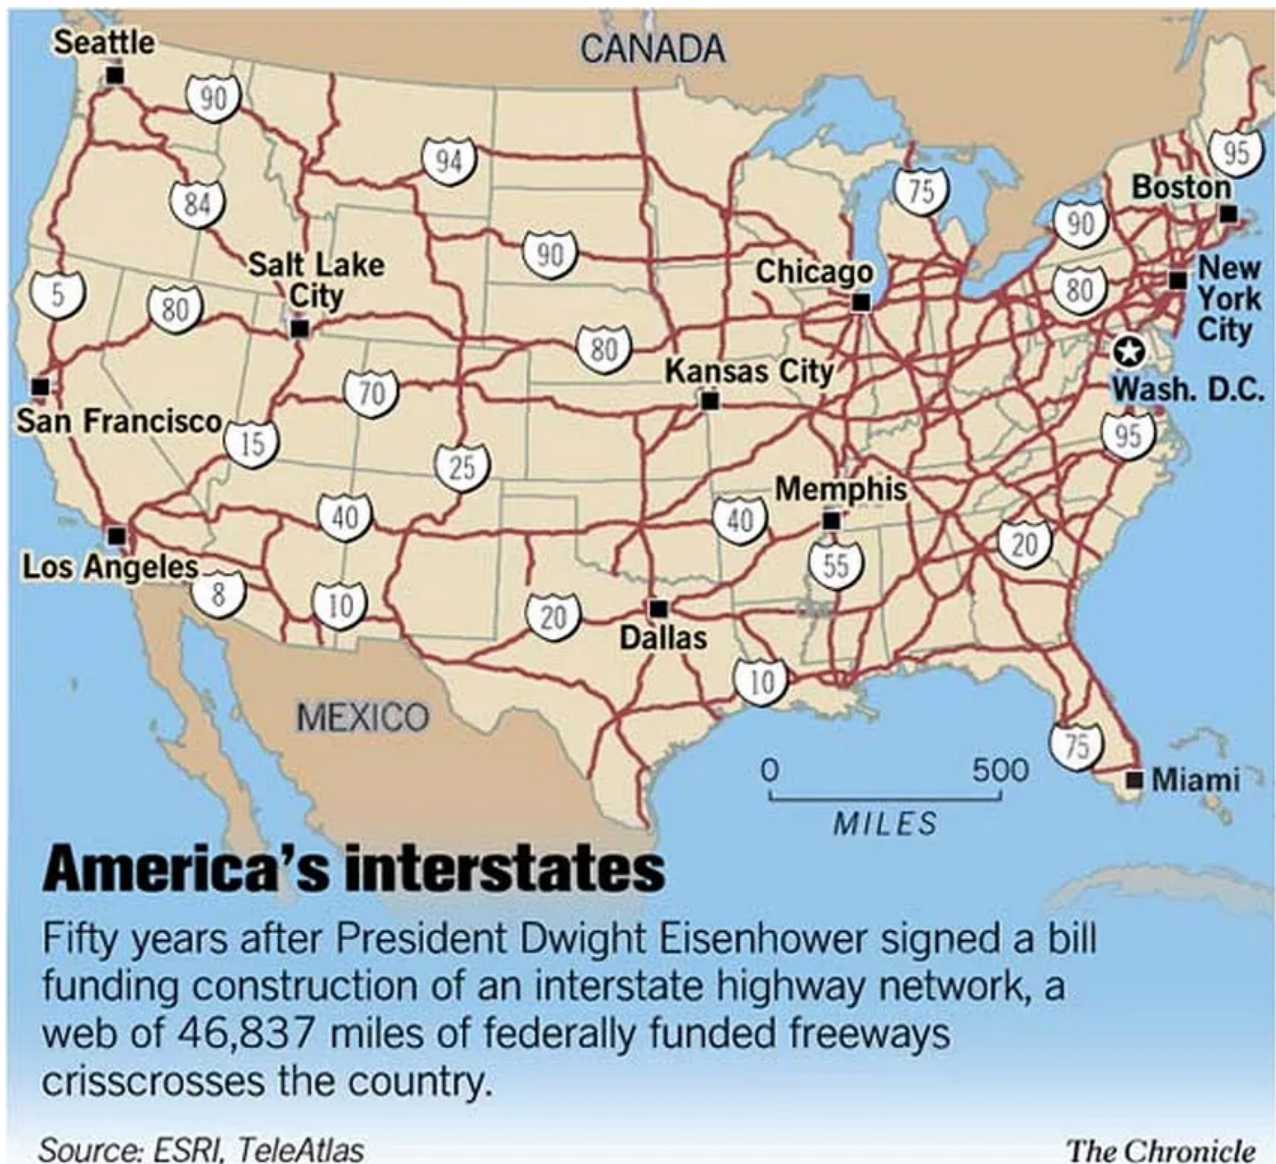 Seattle
CANADA
90
94
95
75
Boston
84
90
90
Salt Lake
City
Chicago
New
York
City
5
80
80
80
Kansas City
Wash. D.C.
70
San Francisco
15
95
25
Memphis
40
40
20
55
Los Angeles
8
10
20
Dallas
10
MEXICO
75
0 500
MILES
Miami
America's interstates
Fifty years after President Dwight Eisenhower signed a bill
funding construction of an interstate highway network, a
web of 46,837 miles of federally funded freeways
crisscrosses the country.
Source: ESRI, TeleAtlas
The Chronicle